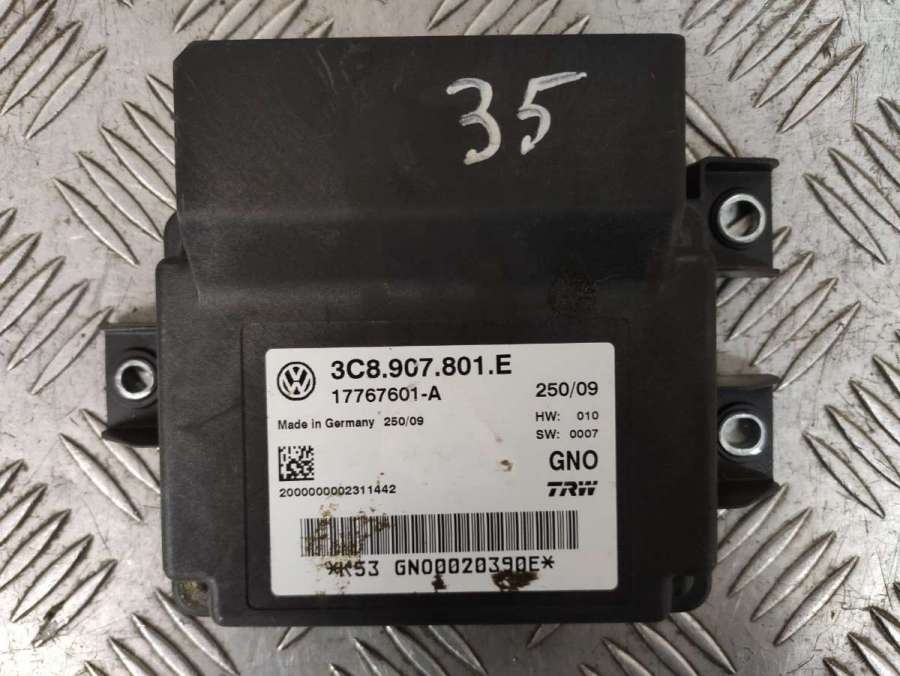 35
3C8.907.801.E
17767601-A
250/09
Made in Germany 250/09
HW: 010
SW: 0007
GNO
TRW
2000000002311442
*K53 GNO00020390E*